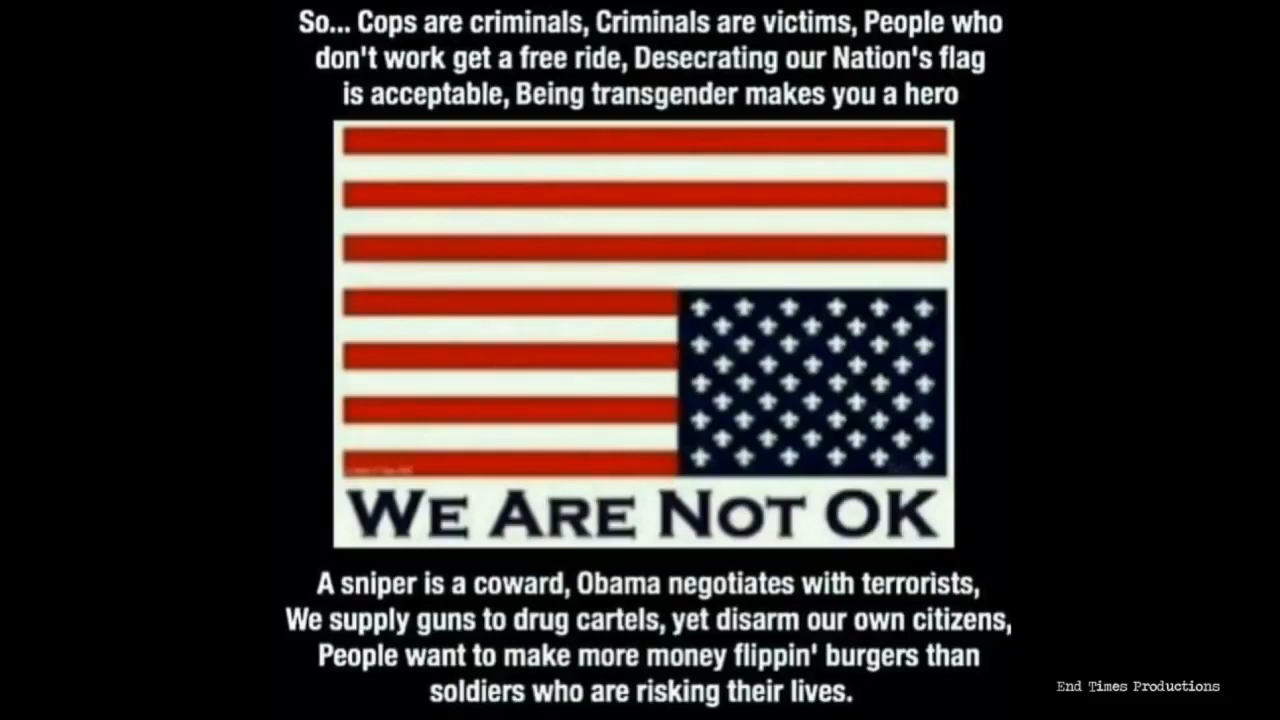 So... Cops are criminals, Criminals are victims, People who
don't work get a free ride, Desecrating our Nation's flag
is acceptable, Being transgender makes you a hero
WE ARE NOT OK
A sniper is a coward, Obama negotiates with terrorists,
We supply guns to drug cartels, yet disarm our own citizens,
People want to make more money flippin' burgers than
soldiers who are risking their lives.
End Times Productions